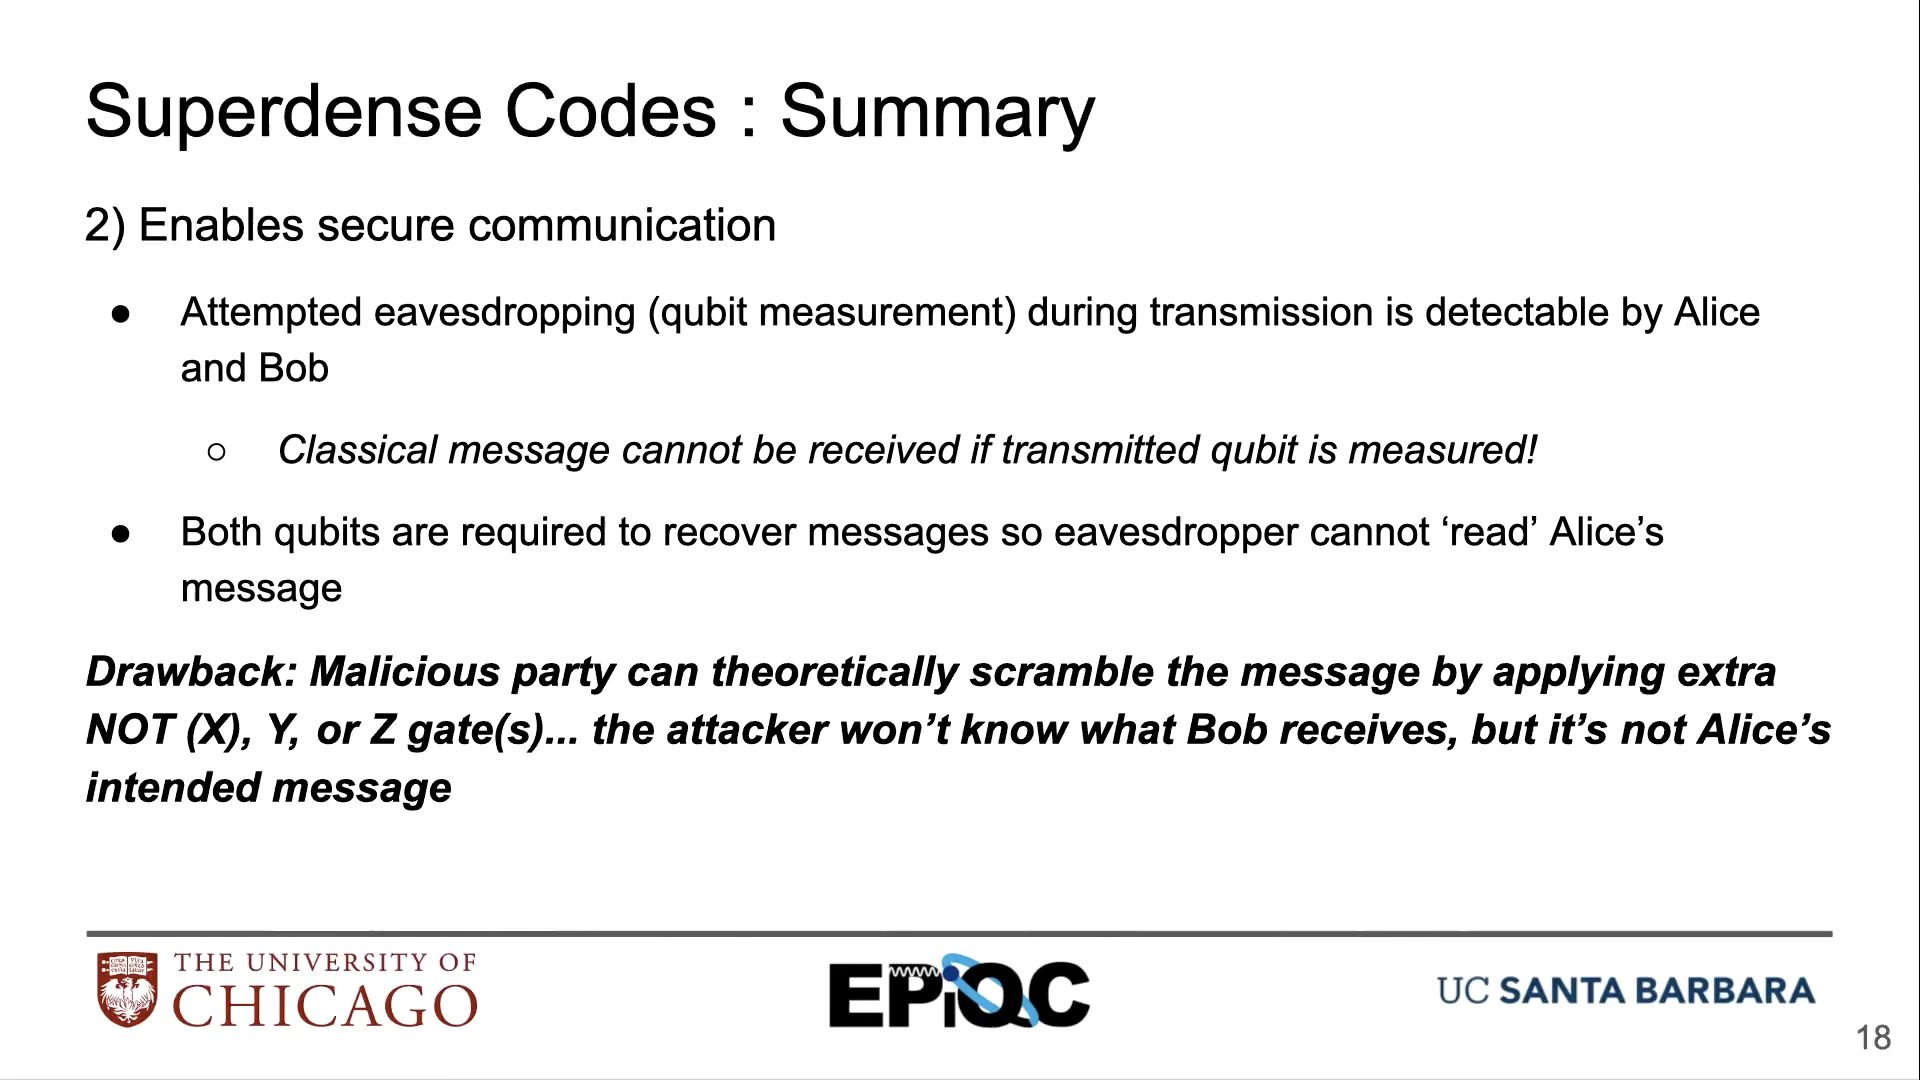 Superdense Codes : Summary
2) Enables secure communication
● Attempted eavesdropping (qubit measurement) during transmission is detectable by Alice
and Bob
○ Classical message cannot be received if transmitted qubit is measured!
● Both qubits are required to recover messages so eavesdropper cannot ‘read’ Alice’s
message
Drawback: Malicious party can theoretically scramble the message by applying extra
NOT (X), Y, or Z gate(s)... the attacker won’t know what Bob receives, but it’s not Alice’s
intended message
THE UNIVERSITY OF
CHICAGO
EPiQC
UC SANTA BARBARA
18